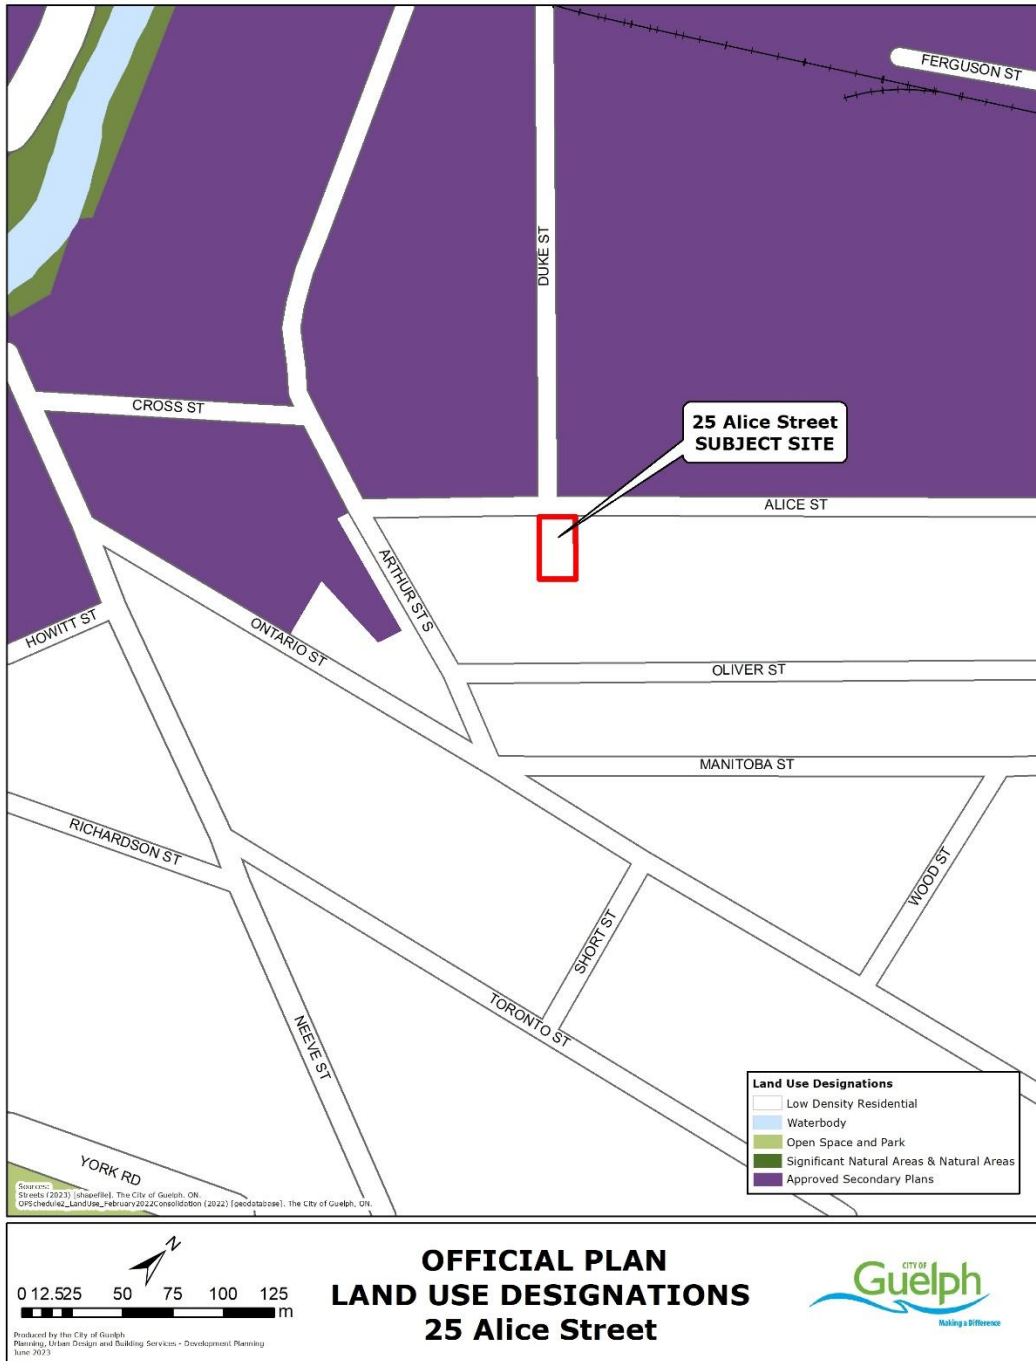 FERGUSON ST
DUKE ST
CROSS ST
25 Alice Street
SUBJECT SITE
ALICE ST
ARTHUR ST S
HOWITT ST
ONTARIO ST
OLIVER ST
MANITOBA ST
RICHARDSON ST
WOOD ST
SHORT ST
TORONTO ST
NEEVE ST
YORK RD
Land Use Designations
Low Density Residential
Waterbody
Open Space and Park
Significant Natural Areas & Natural Areas
Approved Secondary Plans
Sources:
Streets (2023) [shapefile]. The City of Guelph, ON.
OPSchedule2_LandUse_February2022Consolidation (2022) [geodatabase]. The City of Guelph, ON.
N
0 12.525 50 75 100 125
m
Produced by the City of Guelph
Planning, Urban Design and Building Services - Development Planning
June 2023
OFFICIAL PLAN
LAND USE DESIGNATIONS
25 Alice Street
CITY OF
Guelph
Making a Difference